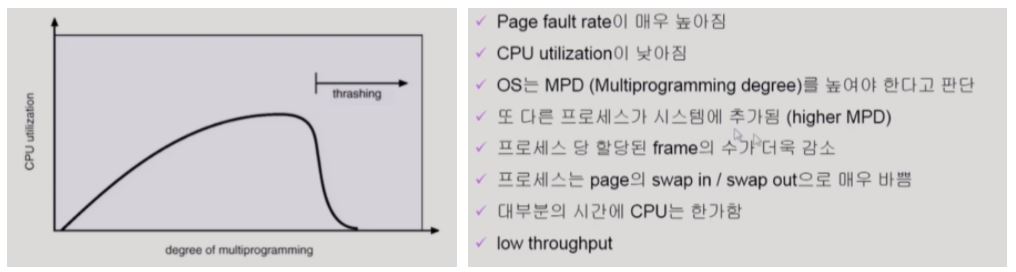 CPU utilization
thrashing
degree of multiprogramming
Page fault rate이 매우 높아짐
CPU utilization이 낮아짐
OS는 MPD (Multiprogramming degree)를 높여야 한다고 판단
또 다른 프로세스가 시스템에 추가됨 (higher MPD)
프로세스 당 할당된 frame의 수가 더욱 감소
프로세스는 page의 swap in / swap out으로 매우 바쁨
대부분의 시간에 CPU는 한가함
low throughput